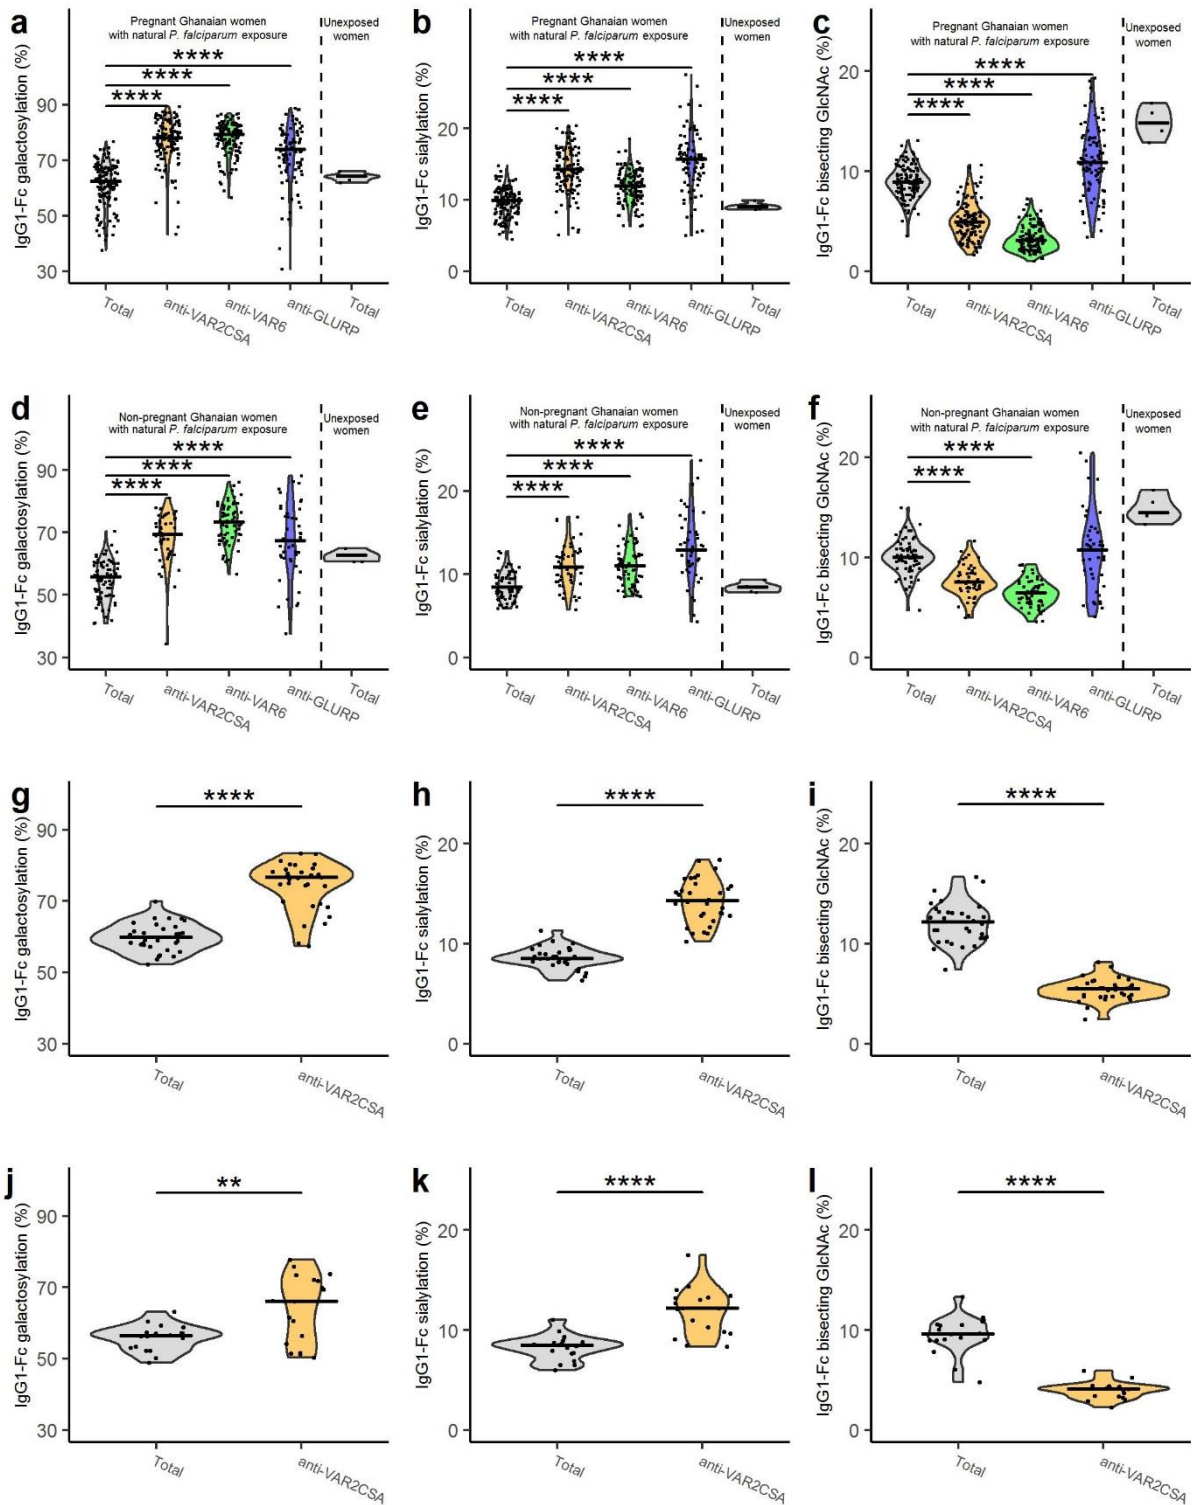 a
Pregnant Ghanaian women
with natural P. falciparum exposure
Unexposed
women
IgG1-Fc galactosylation (%)
90
70
50
30
****
****
****
Total
anti-VAR2CSA
anti-VAR6
anti-GLURP
Total
b
Pregnant Ghanaian women
with natural P. falciparum exposure
Unexposed
women
IgG1-Fc sialylation (%)
20
10
0
****
****
****
Total
anti-VAR2CSA
anti-VAR6
anti-GLURP
Total
c
Pregnant Ghanaian women
with natural P. falciparum exposure
Unexposed
women
IgG1-Fc bisecting GlcNAc (%)
20
10
0
****
****
****
Total
anti-VAR2CSA
anti-VAR6
anti-GLURP
Total
d
Non-pregnant Ghanaian women
with natural P. falciparum exposure
Unexposed
women
IgG1-Fc galactosylation (%)
90
70
50
30
****
****
****
Total
anti-VAR2CSA
anti-VAR6
anti-GLURP
Total
e
Non-pregnant Ghanaian women
with natural P. falciparum exposure
Unexposed
women
IgG1-Fc sialylation (%)
20
10
0
****
****
****
Total
anti-VAR2CSA
anti-VAR6
anti-GLURP
Total
f
Non-pregnant Ghanaian women
with natural P. falciparum exposure
Unexposed
women
IgG1-Fc bisecting GlcNAc (%)
20
10
0
****
****
Total
anti-VAR2CSA
anti-VAR6
anti-GLURP
Total
g
IgG1-Fc galactosylation (%)
90
70
50
30
****
Total
anti-VAR2CSA
h
IgG1-Fc sialylation (%)
20
10
0
****
Total
anti-VAR2CSA
i
IgG1-Fc bisecting GlcNAc (%)
20
10
0
****
Total
anti-VAR2CSA
j
IgG1-Fc galactosylation (%)
90
70
50
30
**
Total
anti-VAR2CSA
k
IgG1-Fc sialylation (%)
20
10
0
****
Total
anti-VAR2CSA
l
IgG1-Fc bisecting GlcNAc (%)
20
10
0
****
Total
anti-VAR2CSA